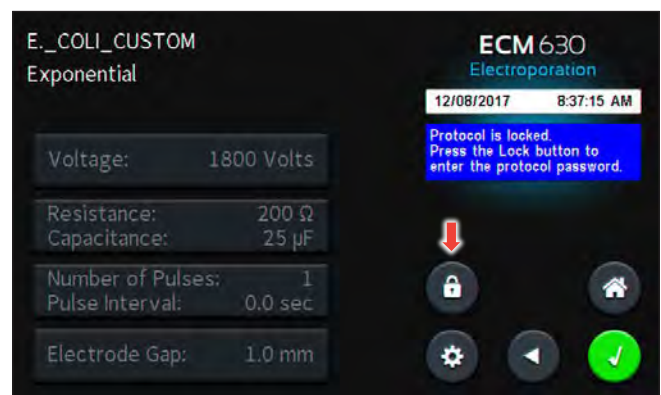 E._COLI_CUSTOM
Exponential
Voltage: 1800 Volts
Resistance: 200 Ω
Capacitance: 25 µF
Number of Pulses: 1
Pulse Interval: 0.0 sec
Electrode Gap: 1.0 mm
ECM 630
Electroporation
12/08/2017 8:37:15 AM
Protocol is locked.
Press the Lock button to
enter the protocol password.